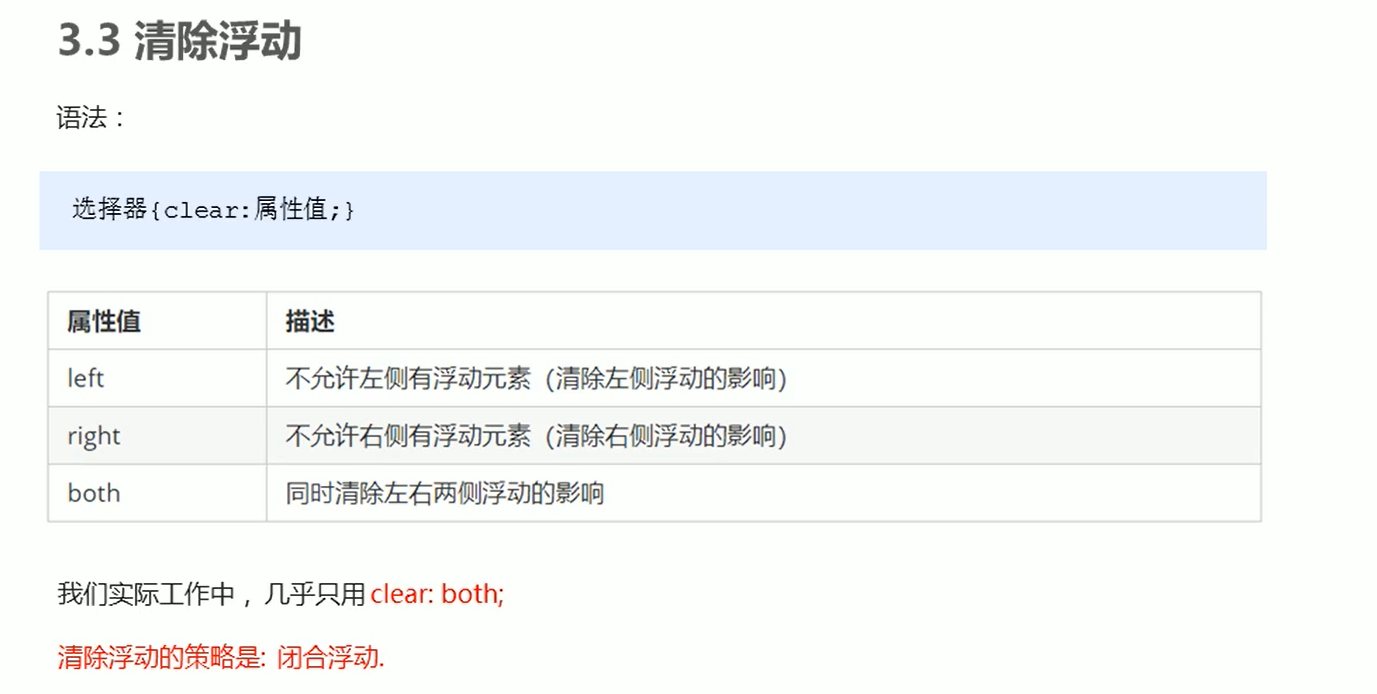 3.3 清除浮动
语法：
选择器{clear:属性值;}
属性值 描述
left 不允许左侧有浮动元素（清除左侧浮动的影响）
right 不允许右侧有浮动元素（清除右侧浮动的影响）
both 同时清除左右两侧浮动的影响
我们实际工作中，几乎只用 clear: both;
清除浮动的策略是: 闭合浮动.